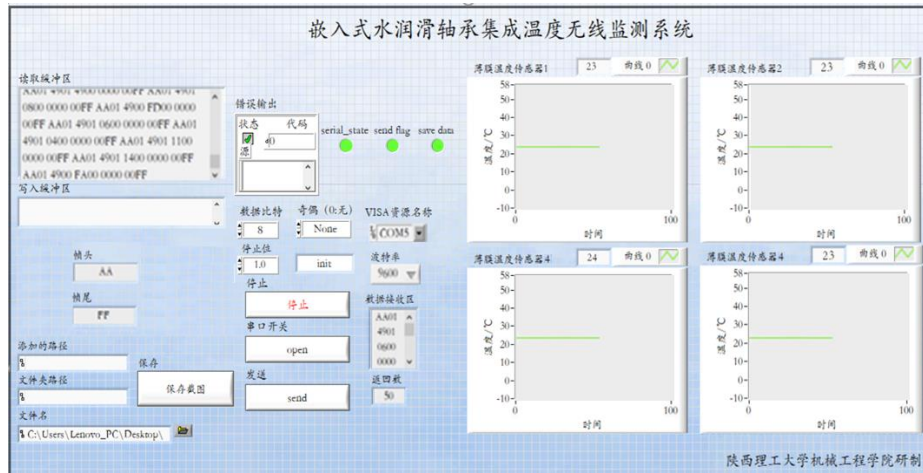 嵌入式水润滑轴承集成温度无线监测系统
读取缓冲区
AA01 4901 4900 0000 00FF AA01 4901
0800 0000 00FF AA01 4900 FD00 0000
00FF AA01 4901 0600 0000 00FF AA01
4901 0400 0000 00FF AA01 4901 1100
0000 00FF AA01 4901 1400 0000 00FF
AA01 4900 FA00 0000 00FF
写入缓冲区
帧头
AA
帧尾
FF
添加的路径
%
文件夹路径
%
文件名
% C:\Users\Lenovo_PC\Desktop\
保存
保存截图
错误输出
状态 代码
0
源
serial_state send flag save data
数据比特 奇偶（0:无） VISA资源名称
8 None COM5
停止位 波特率
1.0 init 9600
停止
停止
数据接收区
AA01
4901
0600
0000
串口开关
open
发送
send
返回数
50
薄膜温度传感器1 23 曲线 0
58-
50-
40-
30-
20-
10-
0-
-10-
温度/℃
0 100
时间
薄膜温度传感器2 23 曲线 0
58-
50-
40-
30-
20-
10-
0-
-10-
温度/℃
0 100
时间
薄膜温度传感器4 24 曲线 0
58-
50-
40-
30-
20-
10-
0-
-10-
温度/℃
0 100
时间
薄膜温度传感器4 23 曲线 0
58-
50-
40-
30-
20-
10-
0-
-10-
温度/℃
0 100
时间
陕西理工大学机械工程学院研制